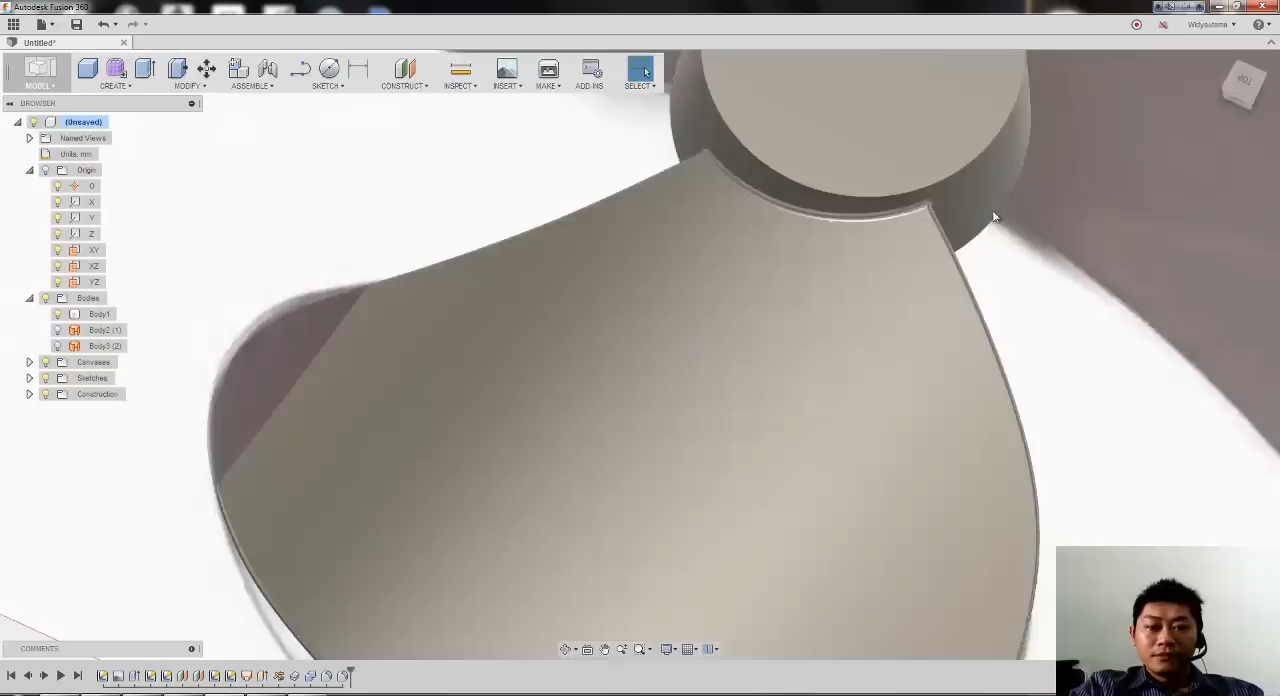 Autodesk Fusion 360
Widyautama
Untitled*
MODEL
CREATE
MODIFY
ASSEMBLE
SKETCH
CONSTRUCT
INSPECT
INSERT
MAKE
ADD-INS
SELECT
TOP
BROWSER
(Unsaved)
Named Views
Units: mm
Origin
O
X
Y
Z
XY
XZ
YZ
Bodies
Body1
Body2 (1)
Body3 (2)
Canvases
Sketches
Construction
COMMENTS